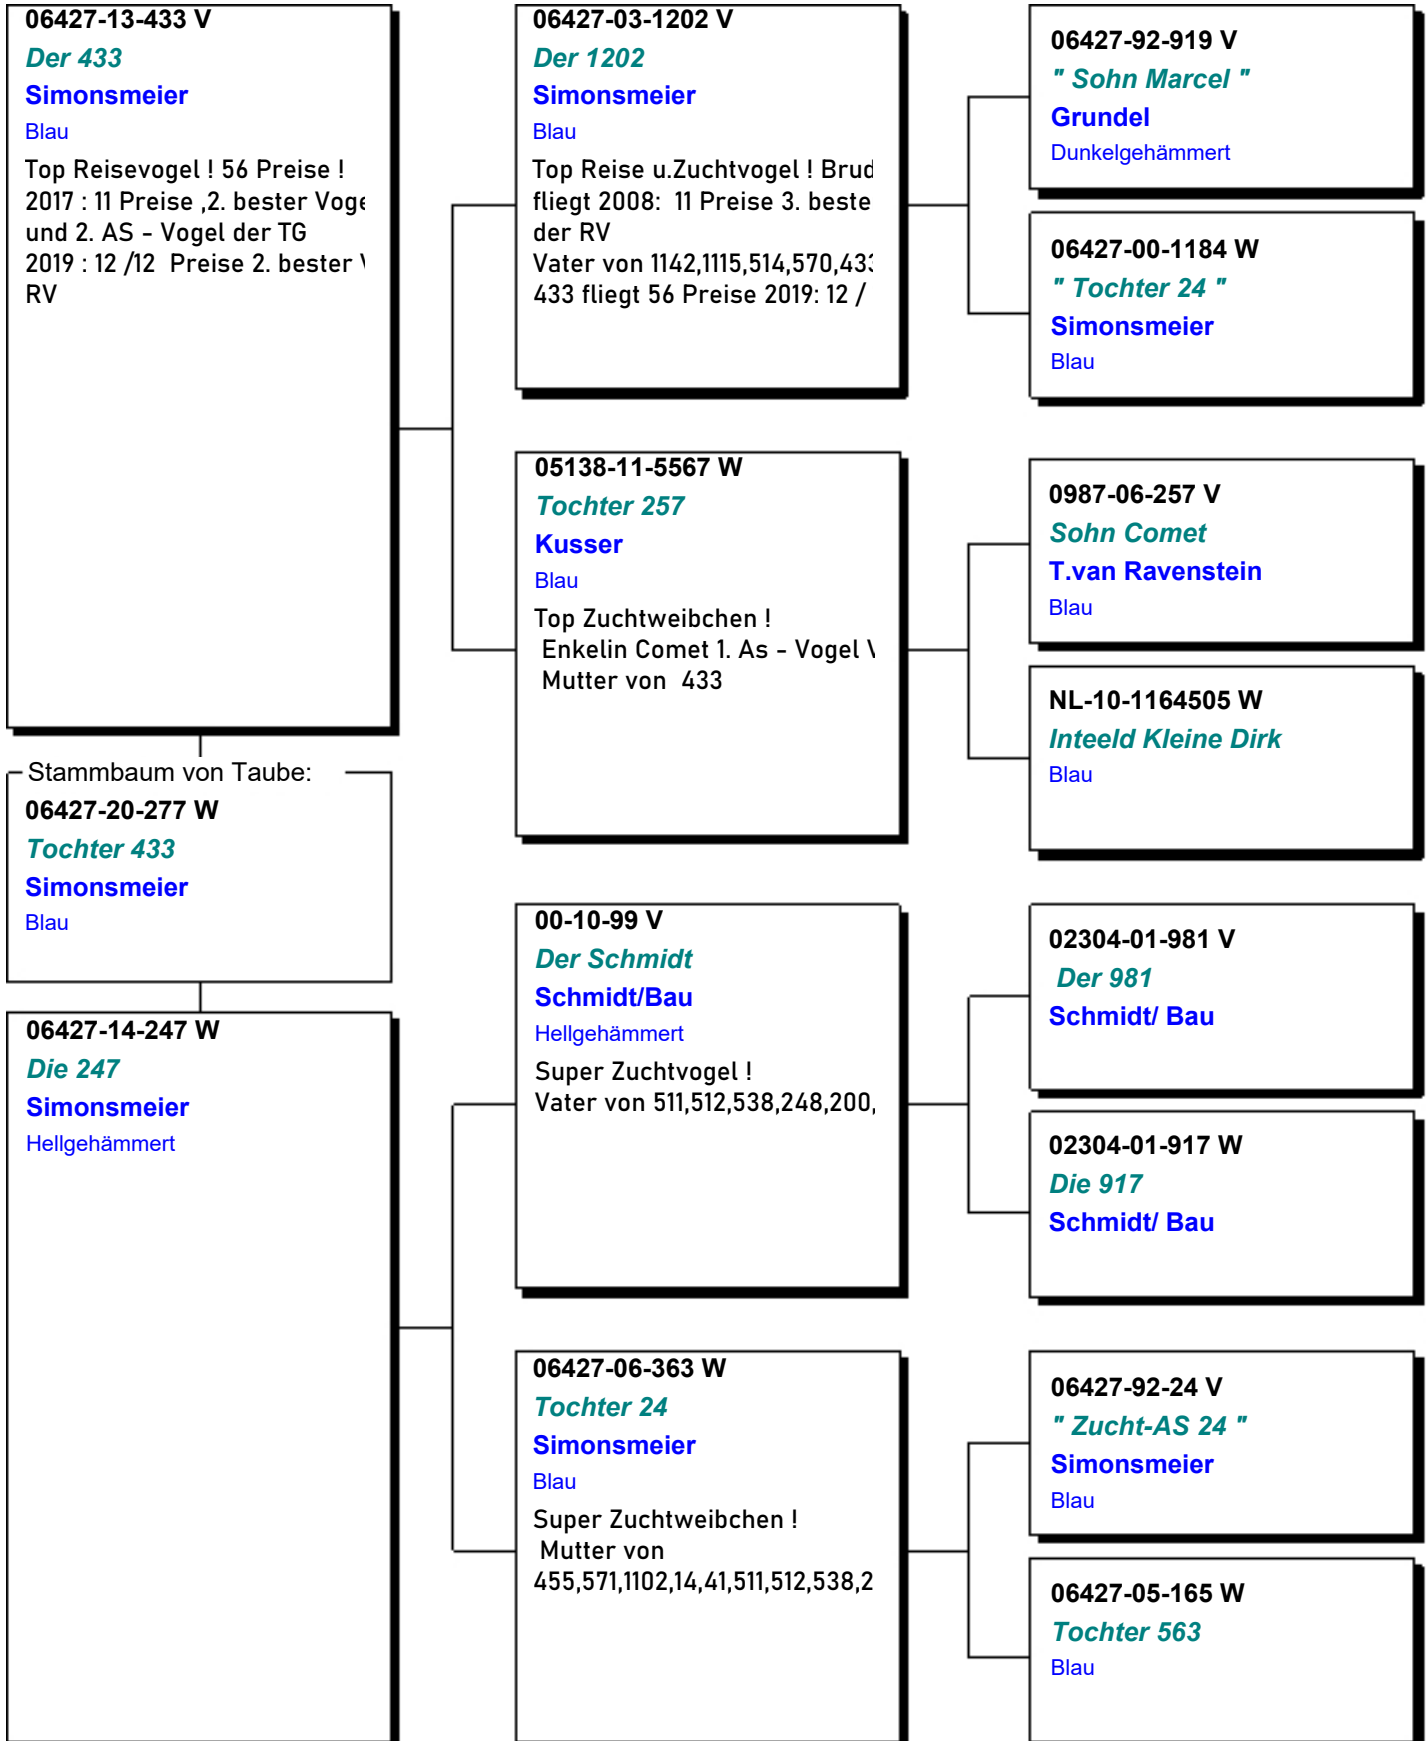 06427-13-433 V
Der 433
Simonsmeier
Blau
Top Reisevogel ! 56 Preise !
2017 : 11 Preise ,2. bester
und 2. AS - Vogel der TG
2019 : 12 /12 Preise 2. bester
RV
Stammbaum von Taube:
06427-20-277 W
Tochter 433
Simonsmeier
Blau
06427-14-247 W
Die 247
Simonsmeier
Hellgehämmert
06427-03-1202 V
Der 1202
Simonsmeier
Blau
Top Reise u.Zuchtvogel ! Brud
fliegt 2008: 11 Preise 3. beste
der RV
Vater von 1142,1115,514,570,433
433 fliegt 56 Preise 2019: 12 /
05138-11-5567 W
Tochter 257
Kusser
Blau
Top Zuchtweibchen !
Enkelin Comet 1. As - Vogel
Mutter von 433
00-10-99 V
Der Schmidt
Schmidt/Bau
Hellgehämmert
Super Zuchtvogel !
Vater von 511,512,538,248,200,
06427-06-363 W
Tochter 24
Simonsmeier
Blau
Super Zuchtweibchen !
Mutter von
455,571,1102,14,41,511,512,538,2
06427-92-919 V
" Sohn Marcel "
Grundel
Dunkelgehämmert
06427-00-1184 W
" Tochter 24 "
Simonsmeier
Blau
0987-06-257 V
Sohn Comet
T.van Ravenstein
Blau
NL-10-1164505 W
Inteeld Kleine Dirk
Blau
02304-01-981 V
Der 981
Schmidt/ Bau
02304-01-917 W
Die 917
Schmidt/ Bau
06427-92-24 V
" Zucht-AS 24 "
Simonsmeier
Blau
06427-05-165 W
Tochter 563
Blau